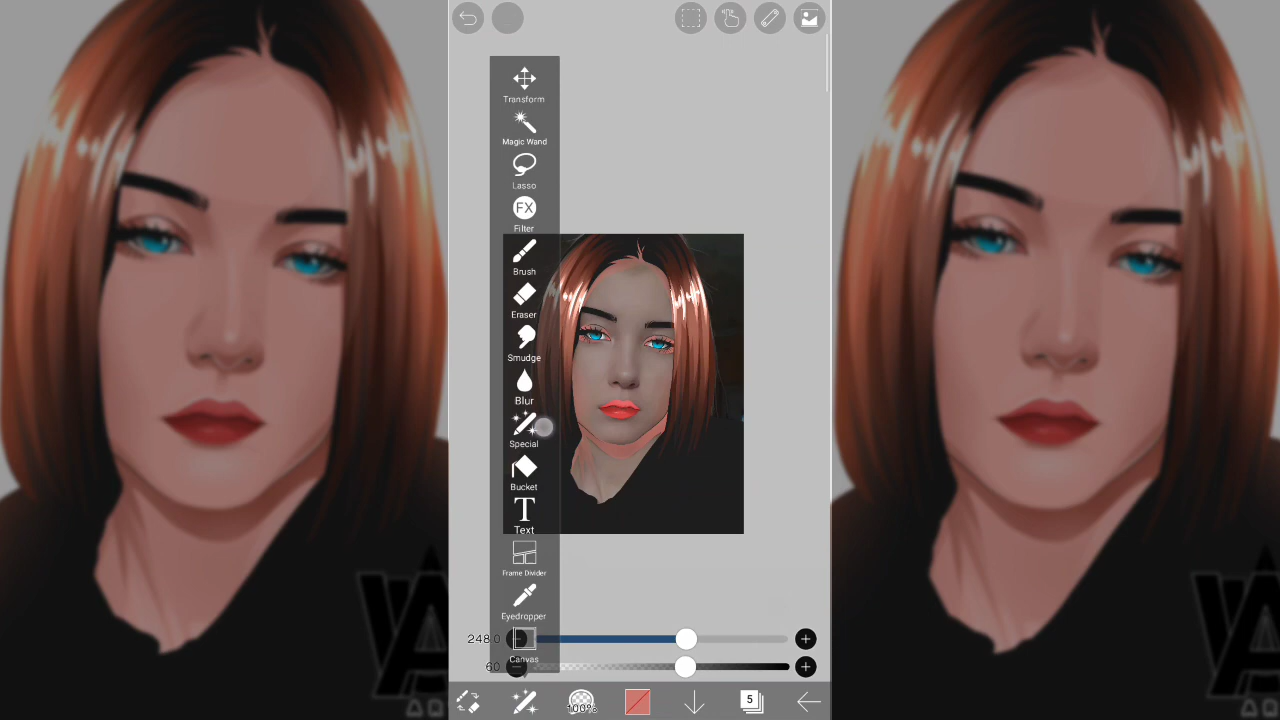 Transform
Magic Wand
Lasso
FX
Filter
Brush
Eraser
Smudge
Blur
Special
Bucket
T
Text
Frame Divider
Eyedropper
Canvas
248.0
60
100%
5